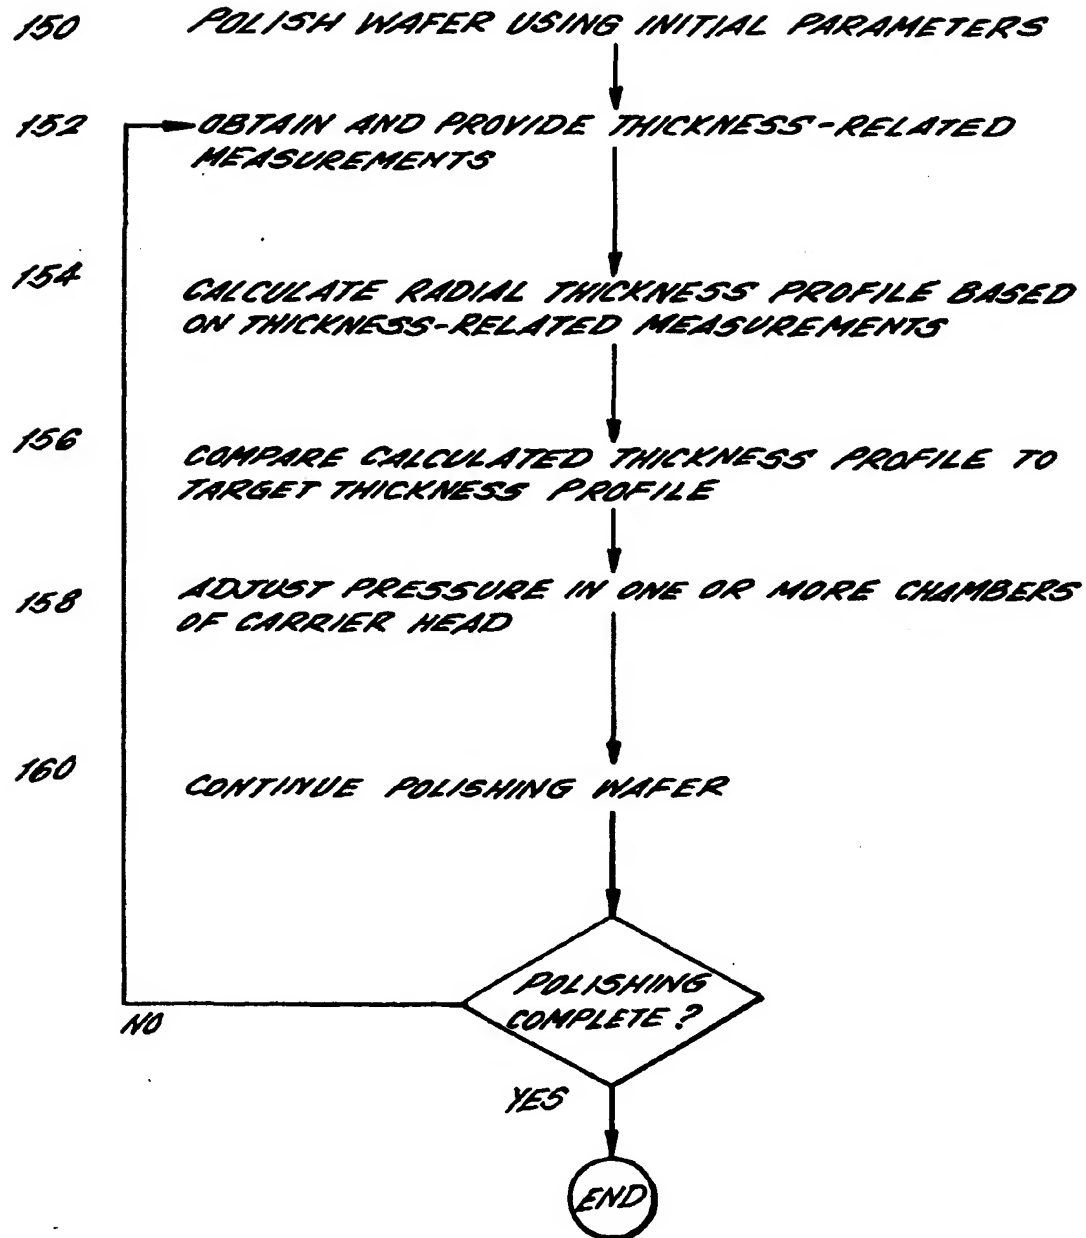 150 POLISH WAFER USING INITIAL PARAMETERS
152 OBTAIN AND PROVIDE THICKNESS-RELATED
MEASUREMENTS
154 CALCULATE RADIAL THICKNESS PROFILE BASED
ON THICKNESS-RELATED MEASUREMENTS
156 COMPARE CALCULATED THICKNESS PROFILE TO
TARGET THICKNESS PROFILE
158 ADJUST PRESSURE IN ONE OR MORE CHAMBERS
OF CARRIER HEAD
160 CONTINUE POLISHING WAFER
POLISHING
COMPLETE?
NO
YES
END